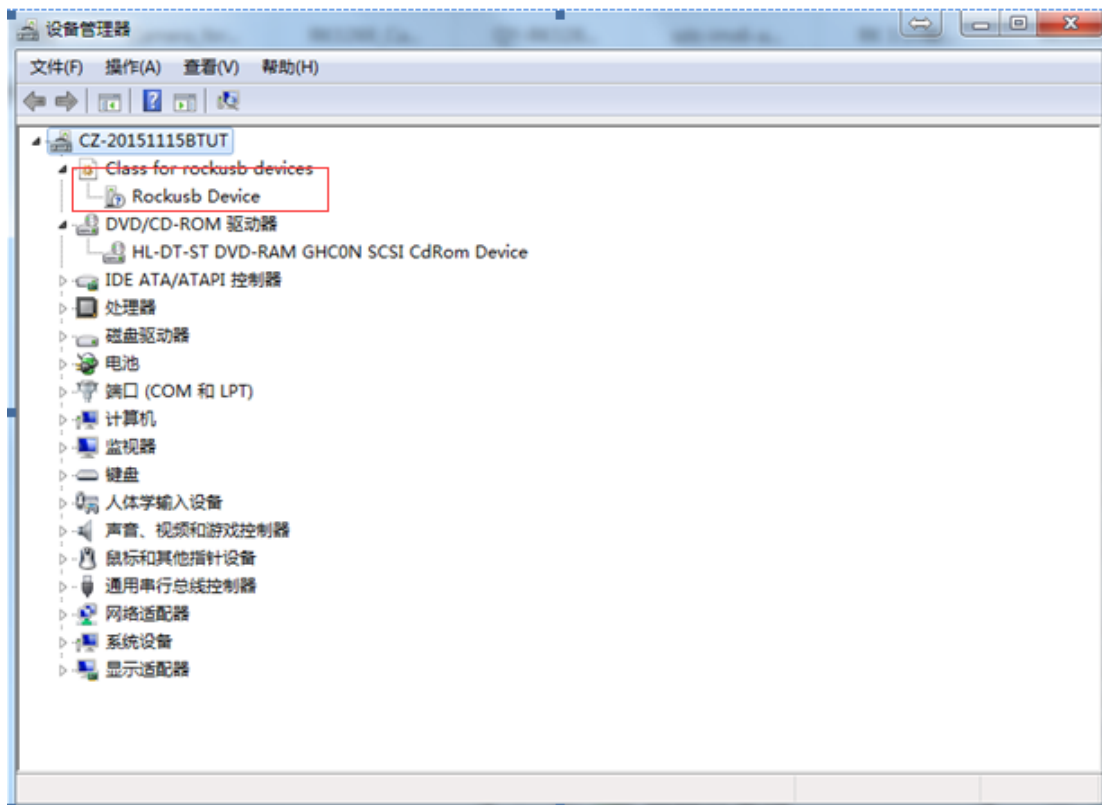 设备管理器
文件(F) 操作(A) 查看(V) 帮助(H)
CZ-20151115BTUT
Class for rockusb devices
Rockusb Device
DVD/CD-ROM 驱动器
HL-DT-ST DVD-RAM GHC0N SCSI CdRom Device
IDE ATA/ATAPI 控制器
处理器
磁盘驱动器
电池
端口 (COM 和 LPT)
计算机
监视器
键盘
人体学输入设备
声音、视频和游戏控制器
鼠标和其他指针设备
通用串行总线控制器
网络适配器
系统设备
显示适配器